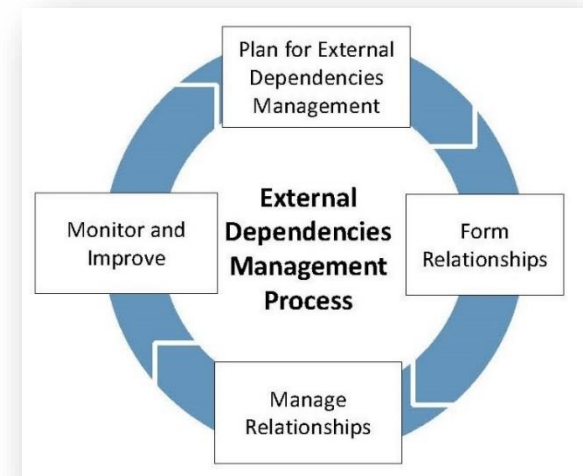 Plan for External
Dependencies
Management
External
Dependencies
Management
Process
Form
Relationships
Manage
Relationships
Monitor and
Improve